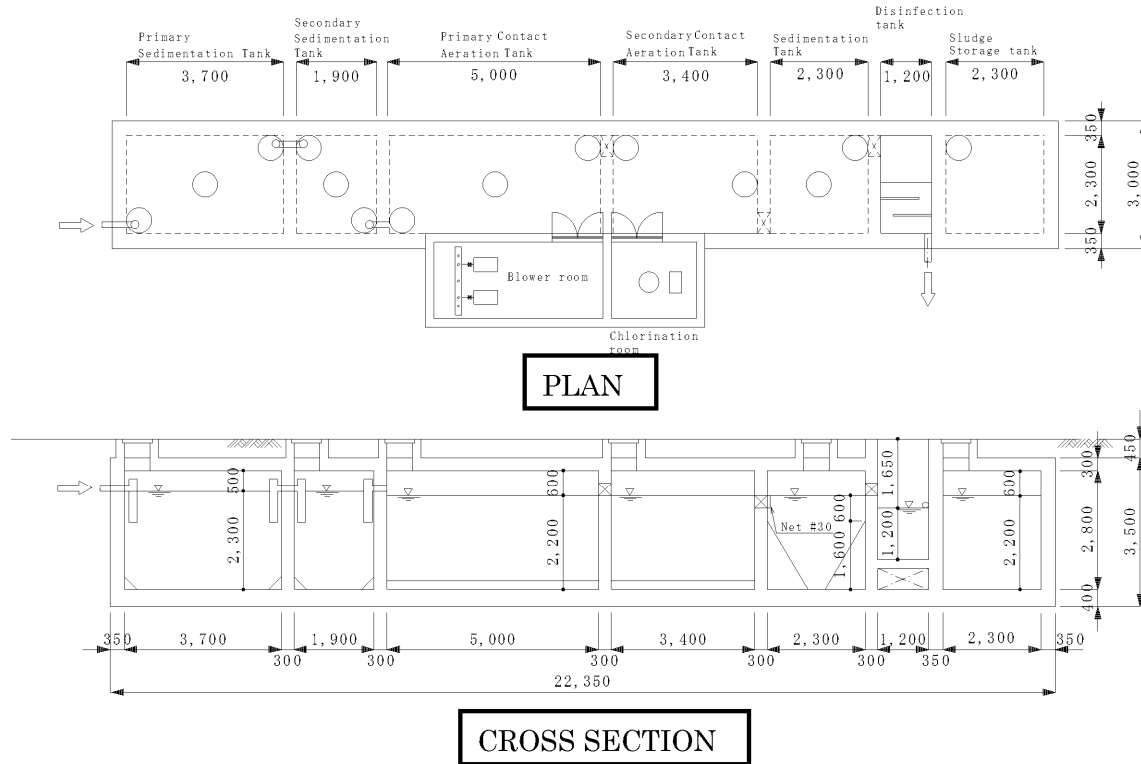 Primary
Sedimentation Tank
3,700
Secondary
Sedimentation
Tank
1,900
Primary Contact
Aeration Tank
5,000
Secondary Contact
Aeration Tank
3,400
Sedimentation
Tank
2,300
Disinfection
tank
1,200
Sludge
Storage tank
2,300
350
2,300
350
3,000
Blower room
Chlorination
room
PLAN
500
2,300
600
2,200
Net #30
600
1,600
1,650
1,200
600
2,200
450
300
2,800
400
3,500
350
3,700
300
1,900
300
5,000
300
3,400
300
2,300
300
1,200
350
2,300
350
22,350
CROSS SECTION